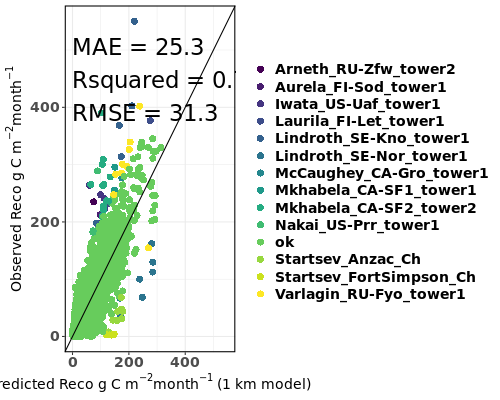 MAE = 25.3
Rsquared = 0.
RMSE = 31.3
Observed Reco g C m⁻²month⁻¹
400
200
0
0 200 400
redicted Reco g C m⁻²month⁻¹ (1 km model)
Arneth_RU-Zfw_tower2
Aurela_FI-Sod_tower1
Iwata_US-Uaf_tower1
Laurila_FI-Let_tower1
Lindroth_SE-Kno_tower1
Lindroth_SE-Nor_tower1
McCaughey_CA-Gro_tower1
Mkhabela_CA-SF1_tower1
Mkhabela_CA-SF2_tower2
Nakai_US-Prr_tower1
ok
Startsev_Anzac_Ch
Startsev_FortSimpson_Ch
Varlagin_RU-Fyo_tower1